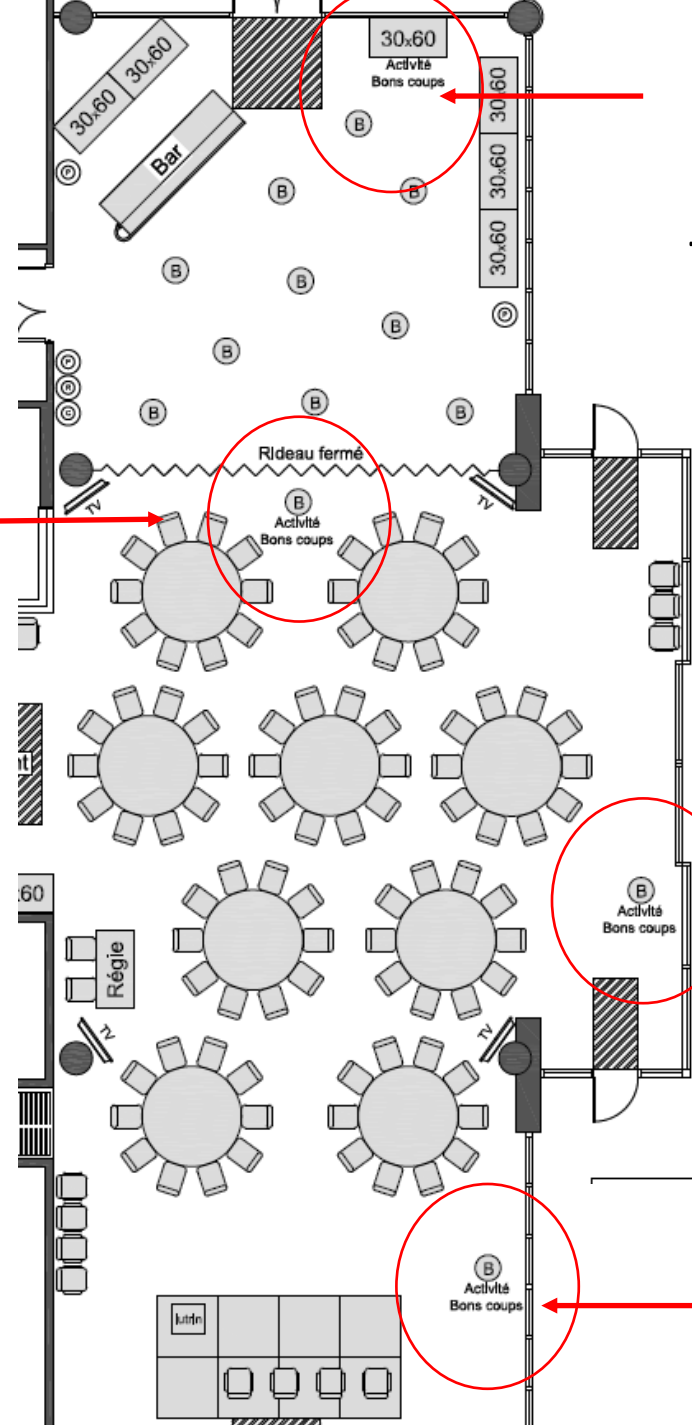 30x60
Activité
Bons coups
30x60
30x60
30x60
B
Bar
P
B
B
30x60
30x60
B
B
P
B
B
B
B
B
Rideau fermé
TV
TV
B
Activité
Bons coups
nt
60
B
Activité
Bons coups
Régie
TV
TV
B
Activité
Bons coups
lutrin